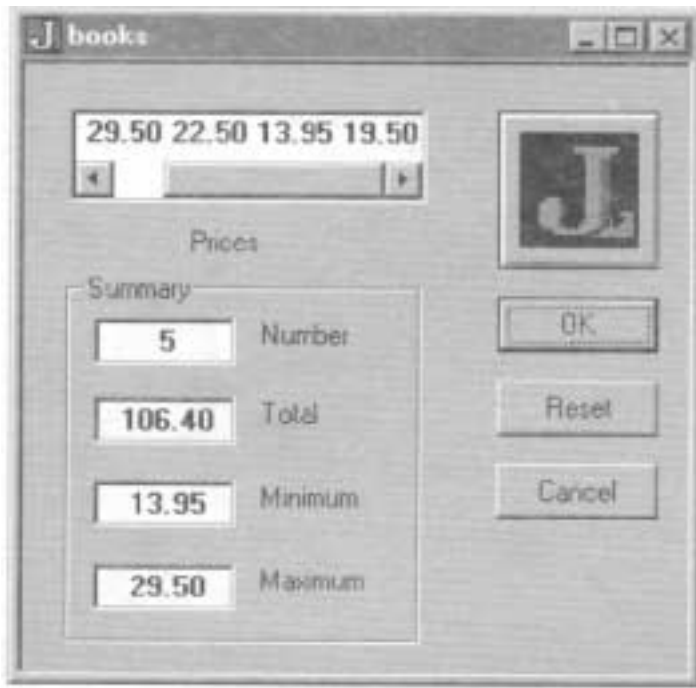 J books
29.50 22.50 13.95 19.50
Prices
J
Summary
5 Number
106.40 Total
13.95 Minimum
29.50 Maximum
OK
Reset
Cancel